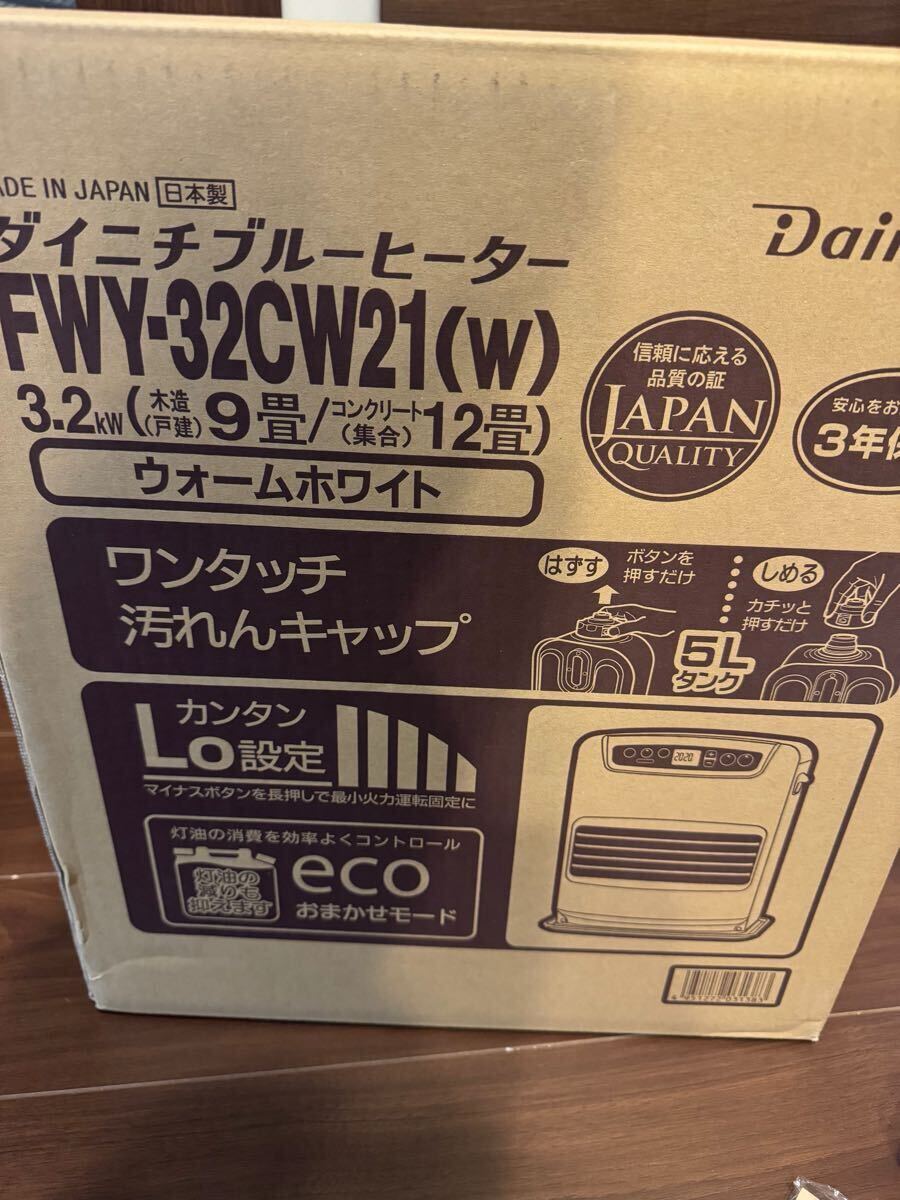 ADE IN JAPAN 日本製
ダイニチブルーヒーター
Dain
FWY-32CW21(W)
3.2kW(木造(戸建)9畳/コンクリート(集合)12畳)
ウォームホワイト
信頼に応える
品質の証
JAPAN
QUALITY
安心をお
3年保
ワンタッチ
汚れんキャップ
はずす
ボタンを
押すだけ
しめる
カチッと
押すだけ
5L
タンク
カンタン
Lo設定
マイナスボタンを長押しで最小火力運転固定に
灯油の消費を効率よくコントロール
灯油の
減りも
抑えます
eco
おまかせモード
2020